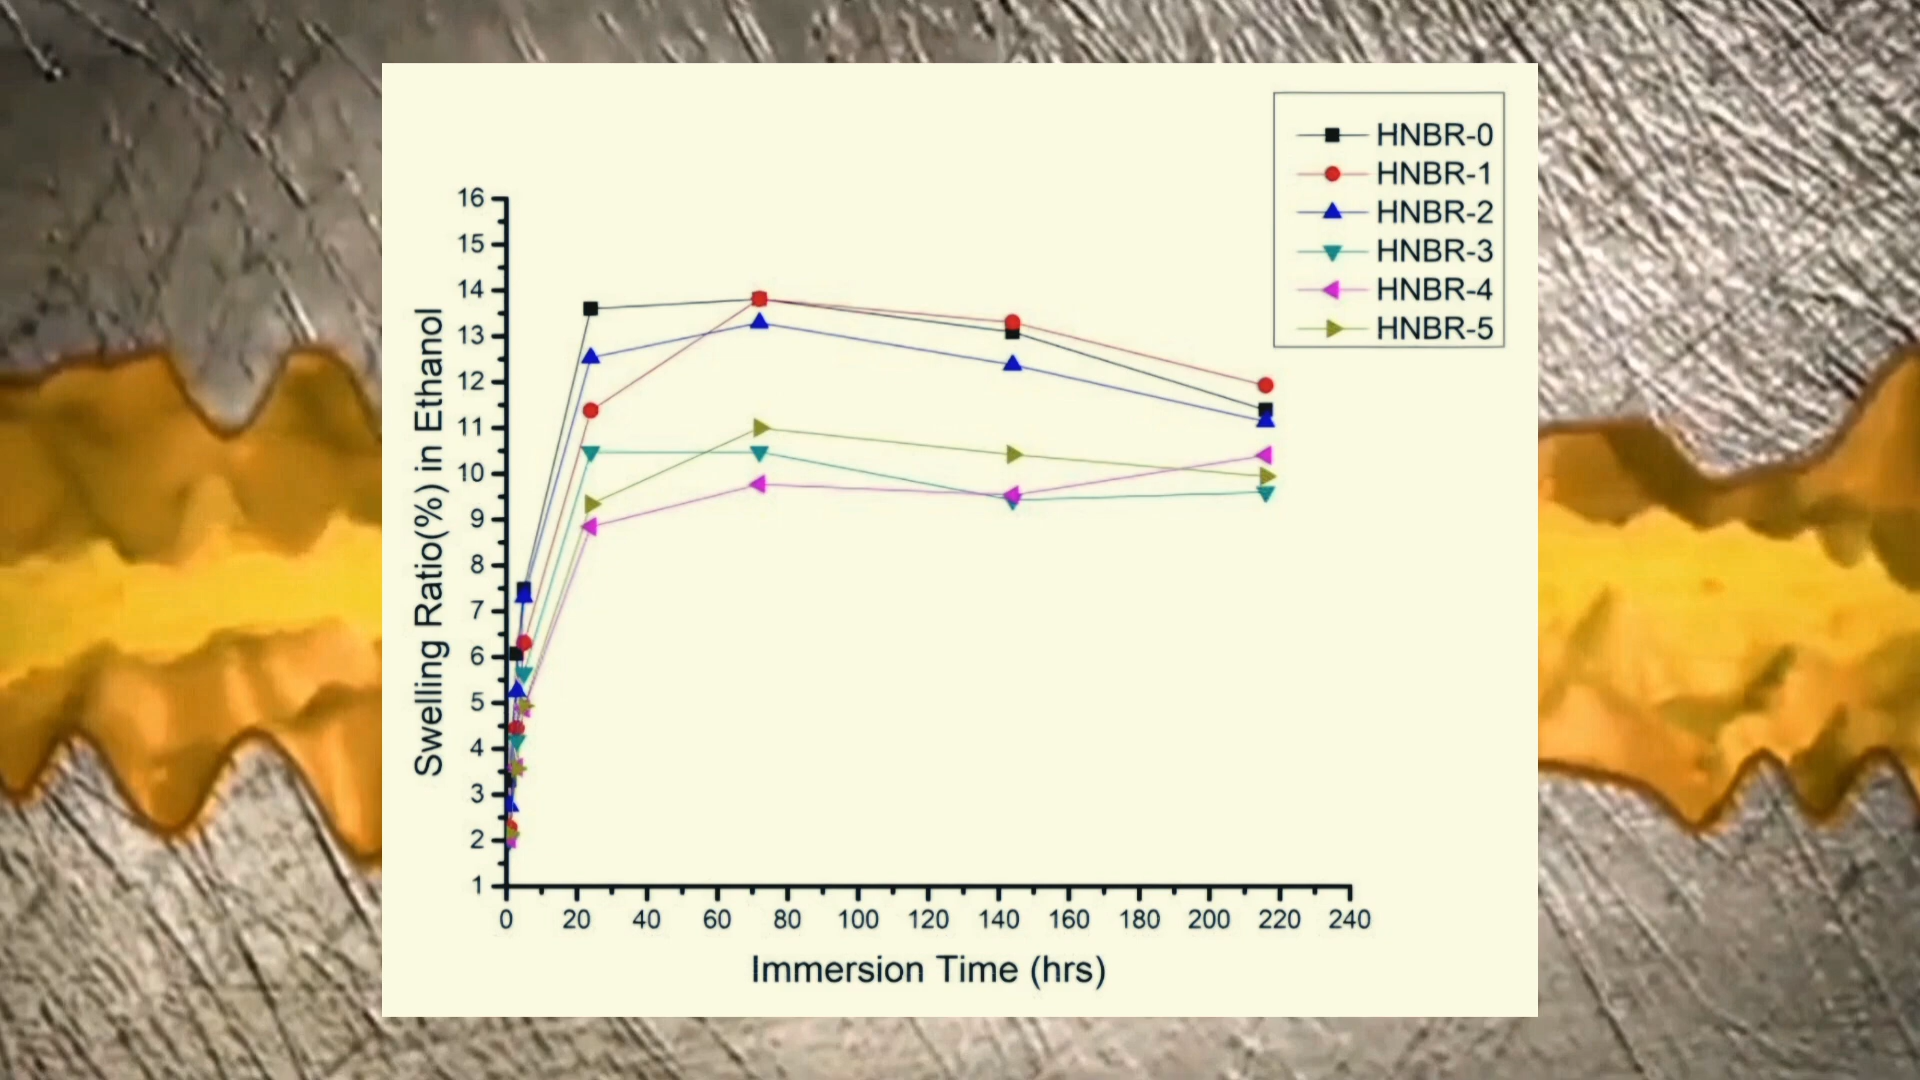 HNBR-0
HNBR-1
HNBR-2
HNBR-3
HNBR-4
HNBR-5
16
15
14
13
12
11
10
9
8
7
6
5
4
3
2
1
Swelling Ratio(%) in Ethanol
0 20 40 60 80 100 120 140 160 180 200 220 240
Immersion Time (hrs)